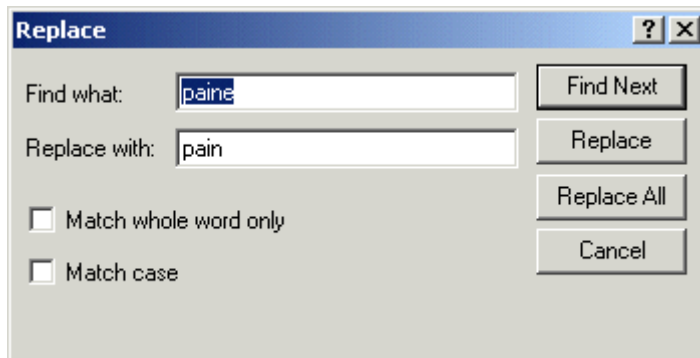 Replace
Find what: paine
Find Next
Replace with: pain
Replace
Replace All
Match whole word only
Cancel
Match case